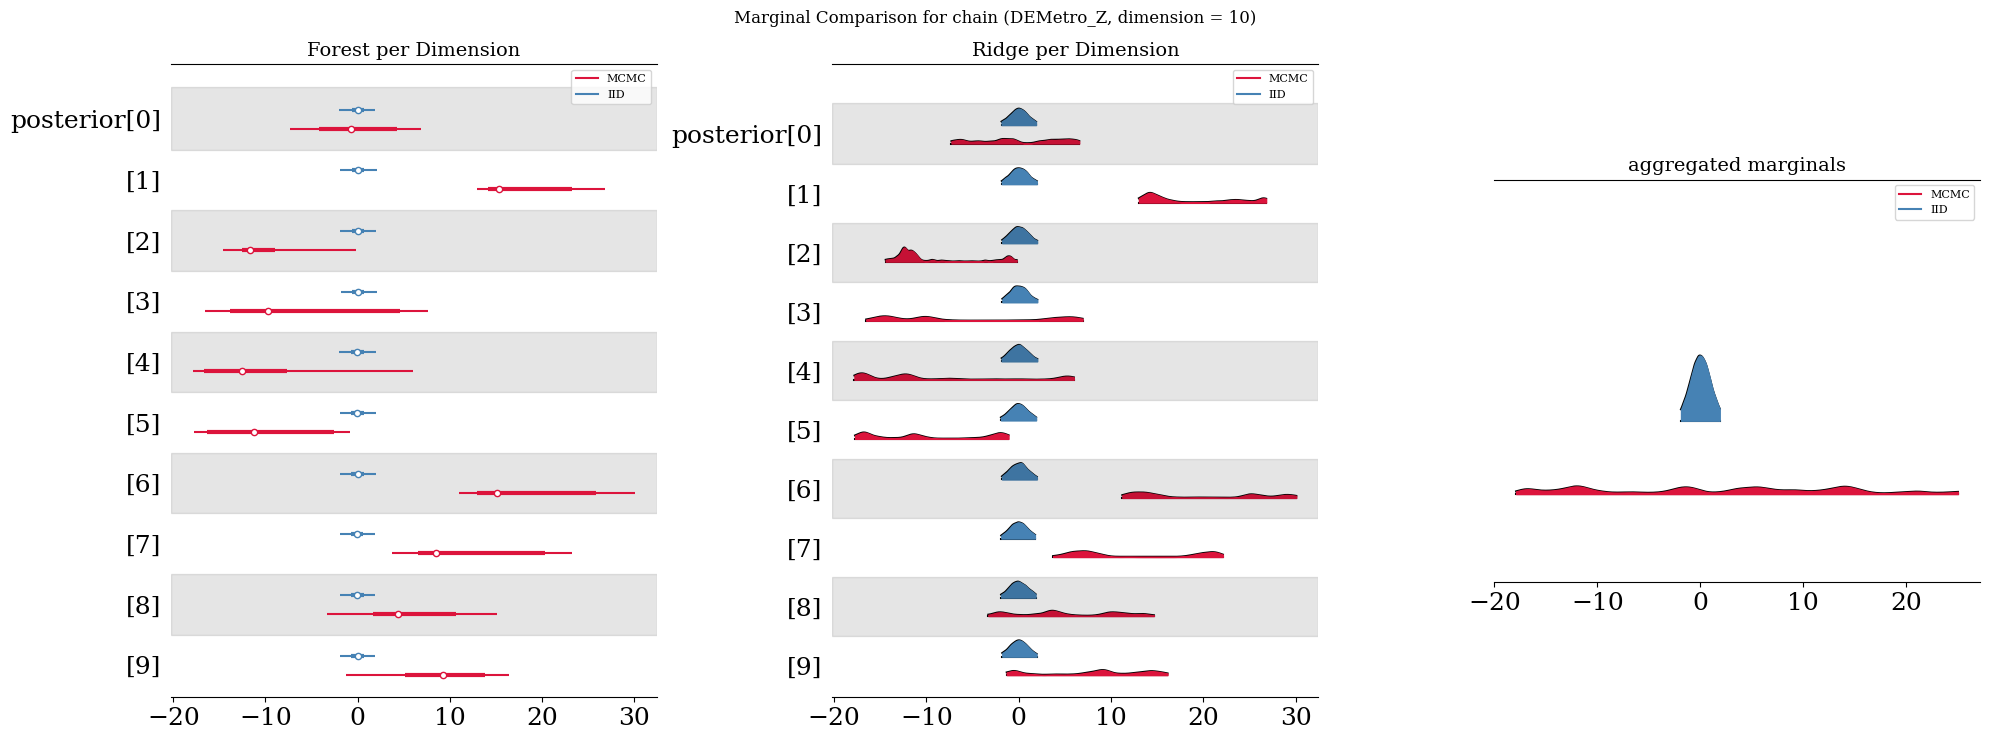 Marginal Comparison for chain (DEMetro_Z, dimension = 10)
Forest per Dimension
MCMC
IID
posterior[0]
[1]
[2]
[3]
[4]
[5]
[6]
[7]
[8]
[9]
−20 −10 0 10 20 30
Ridge per Dimension
MCMC
IID
posterior[0]
[1]
[2]
[3]
[4]
[5]
[6]
[7]
[8]
[9]
−20 −10 0 10 20 30
aggregated marginals
MCMC
IID
−20 −10 0 10 20